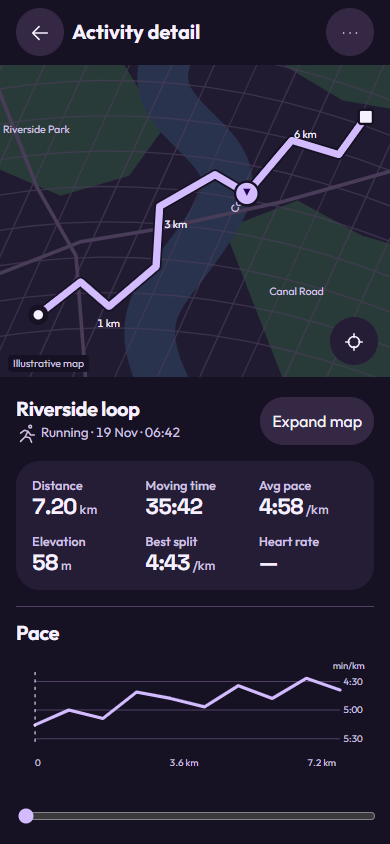 Activity detail
Riverside Park
6 km
3 km
Canal Road
1 km
Illustrative map
Riverside loop
Running · 19 Nov · 06:42
Expand map
Distance
7.20 km
Moving time
35:42
Avg pace
4:58 /km
Elevation
58 m
Best split
4:43 /km
Heart rate
—
Pace
min/km
4:30
5:00
5:30
0
3.6 km
7.2 km